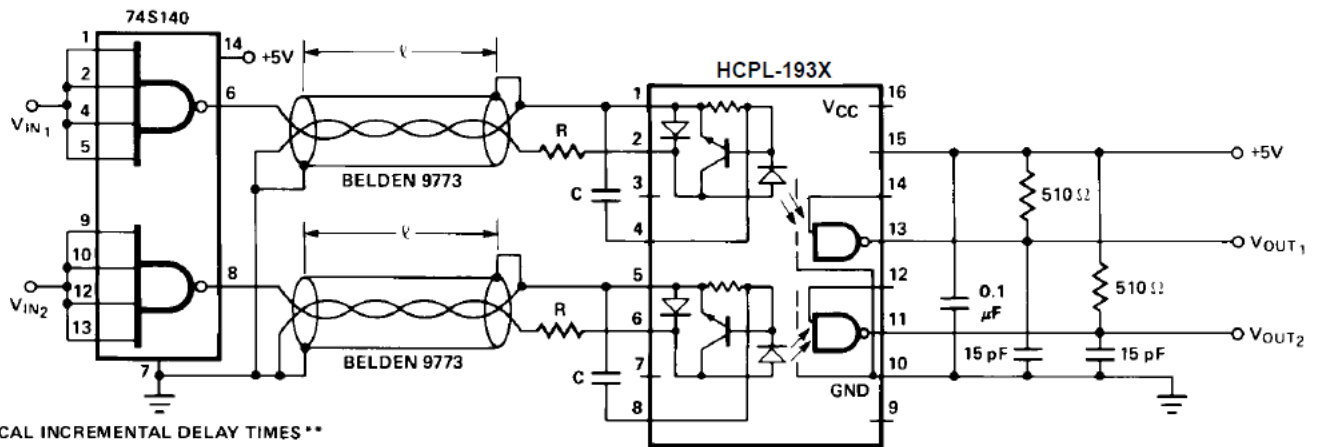 74S140
1
2
4
5
V IN1
14
+5V
6
ℓ
BELDEN 9773
R
C
9
10
12
13
V IN2
8
7
ℓ
BELDEN 9773
R
C
HCPL-193X
1
2
3
4
5
6
7
8
VCC
16
15
14
13
12
11
10
9
GND
+5V
510 Ω
VOUT1
0.1
μF
510 Ω
VOUT2
15 pF
15 pF
CAL INCREMENTAL DELAY TIMES**